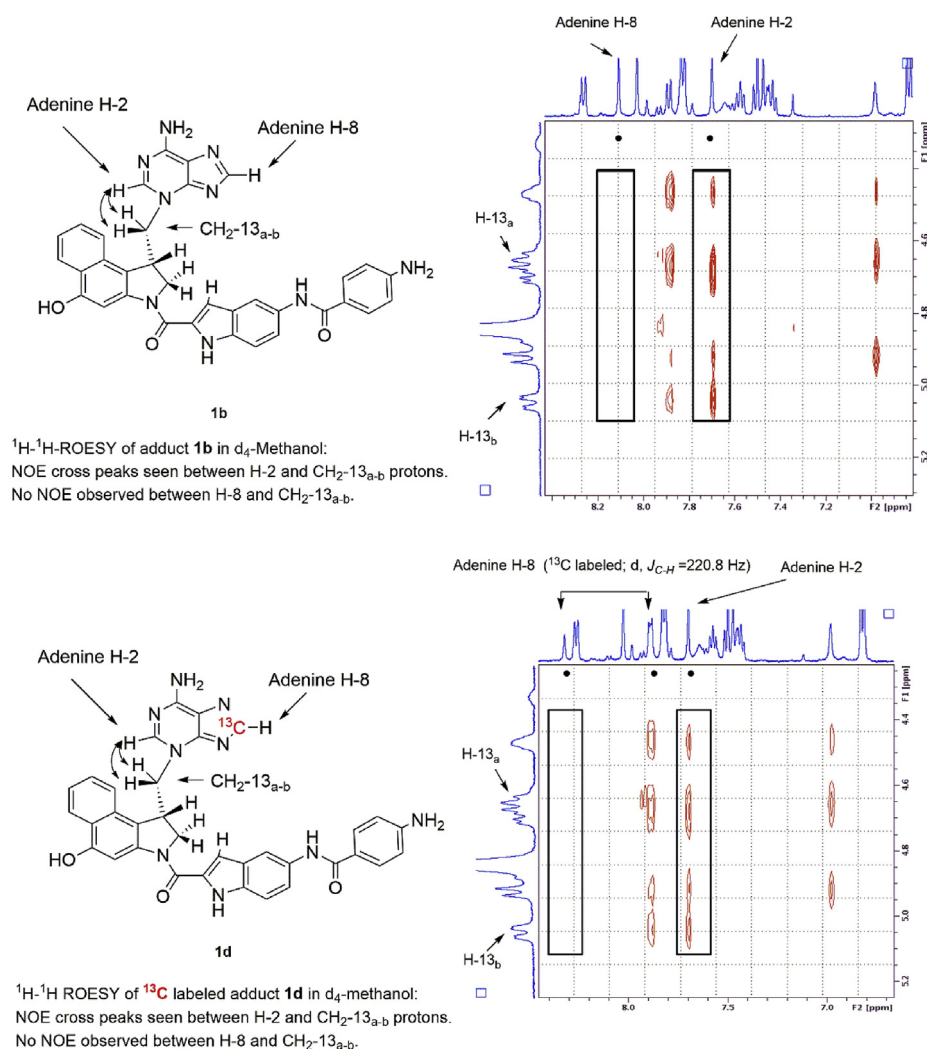 Adenine H-8
Adenine H-2
Adenine H-2
NH2
Adenine H-8
N
N
H
N
N
H
H
H
CH2-13a-b
H
H
H
HO
N
H
O
N
H
H
N
O
NH2
1b
1H-1H-ROESY of adduct 1b in d4-Methanol:
NOE cross peaks seen between H-2 and CH2-13a-b protons.
No NOE observed between H-8 and CH2-13a-b.
H-13a
H-13b
F1 [ppm]
4.6
4.8
5.0
5.2
8.2
8.0
7.8
7.6
7.4
7.2
F2 [ppm]
Adenine H-8 (13C labeled; d, JC-H =220.8 Hz)
Adenine H-2
Adenine H-2
NH2
Adenine H-8
N
N
13C
H
H
N
N
H
H
CH2-13a-b
H
H
H
HO
N
H
O
N
H
H
N
O
NH2
1d
1H-1H ROESY of 13C labeled adduct 1d in d4-methanol:
NOE cross peaks seen between H-2 and CH2-13a-b protons.
No NOE observed between H-8 and CH2-13a-b.
H-13a
H-13b
F1 [ppm]
4.4
4.6
4.8
5.0
5.2
8.0
7.5
7.0
F2 [ppm]